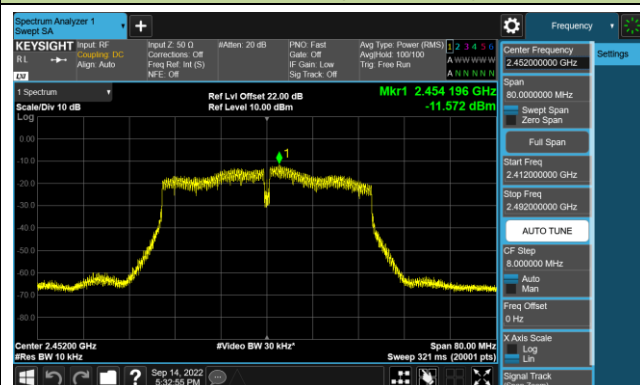 Spectrum Analyzer 1
Swept SA
Frequency
KEYSIGHT
RL
LXI
Input: RF
Coupling: DC
Align: Auto
Input Z: 50 Ω
Corrections: Off
Freq Ref: Int (S)
NFE: Off
#Atten: 20 dB
PNO: Fast
Gate: Off
IF Gain: Low
Sig Track: Off
Avg Type: Power (RMS)
Avg|Hold: 100/100
Trig: Free Run
1 2 3 4 5 6
A W W W W W
A N N N N N
1 Spectrum
Scale/Div 10 dB
Log
Ref Lvl Offset 22.00 dB
Ref Level 10.00 dBm
Mkr1 2.454 196 GHz
-11.572 dBm
1
0.00
-10.0
-20.0
-30.0
-40.0
-50.0
-60.0
-70.0
-80.0
Center 2.45200 GHz
#Res BW 10 kHz
#Video BW 30 kHz*
Span 80.00 MHz
Sweep 321 ms (20001 pts)
Sep 14, 2022
5:32:55 PM
?
Center Frequency
2.452000000 GHz
Settings
Span
80.0000000 MHz
Swept Span
Zero Span
Full Span
Start Freq
2.412000000 GHz
Stop Freq
2.492000000 GHz
AUTO TUNE
CF Step
8.000000 MHz
Auto
Man
Freq Offset
0 Hz
X Axis Scale
Log
Lin
Signal Track